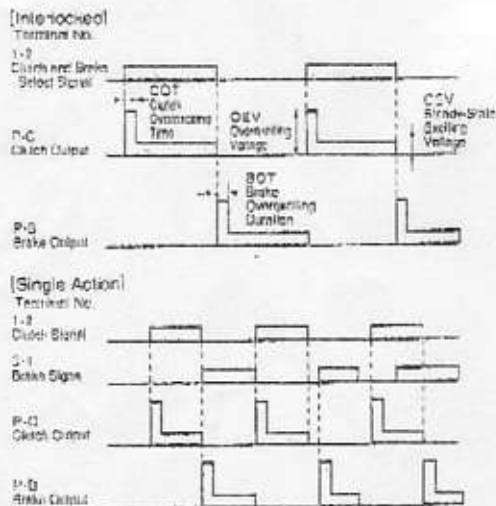 [Interlocked]
Terminal No.
1-2
Clutch and Brake
Select Signal
COT
Clutch
Overexciting
Time
OEV
Overexciting
Voltage
CEV
Steady-State
Exciting
Voltage
P-C
Clutch Output
BOT
Brake
Overexciting
Duration
P-B
Brake Output
[Single Action]
Terminal No.
1-2
Clutch Signal
Brake Signal
P-C
Clutch Output
P-B
Brake Output